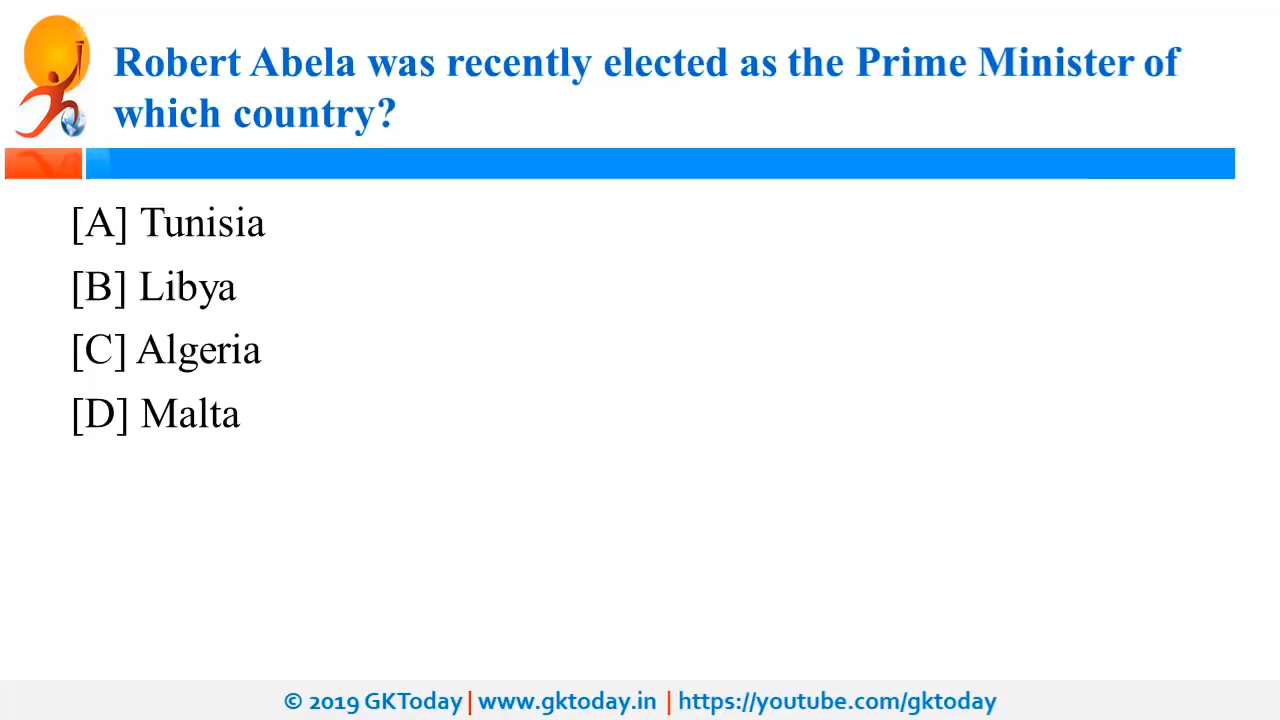 Robert Abela was recently elected as the Prime Minister of
which country?
[A] Tunisia
[B] Libya
[C] Algeria
[D] Malta
© 2019 GKToday | www.gktoday.in | https://youtube.com/gktoday